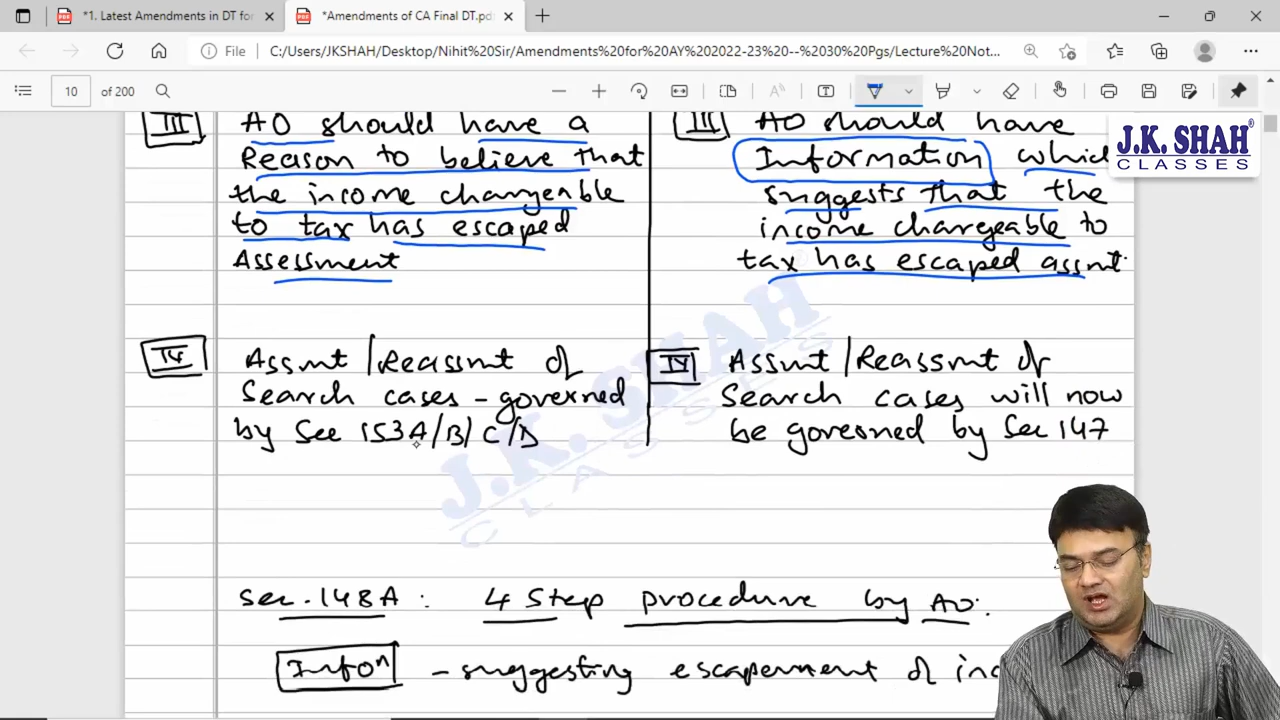 *1. Latest Amendments in DT for
*Amendments of CA Final DT.pd
File
C:/Users/JKSHAH/Desktop/Nihit%20Sir/Amendments%20for%20AY%202022-23%20--%2030%20Pgs/Lecture%20Not...
10 of 200
J.K. SHAH®
CLASSES
III
AO should have a
Reason to believe that
the income chargeable
to tax has escaped
Assessment
III
AO should have
Information which
suggests that the
income chargeable to
tax has escaped assmt.
IV
Assmt/Reassmt of
Search cases - governed
by Sec 153A/B/C/D
IV
Assmt/Reassmt of
Search cases will now
be governed by Sec 147
J.K. SHAH
CLASSES
Sec. 148A: 4 Step procedure by AO:
Infoⁿ - suggesting escapement of inc